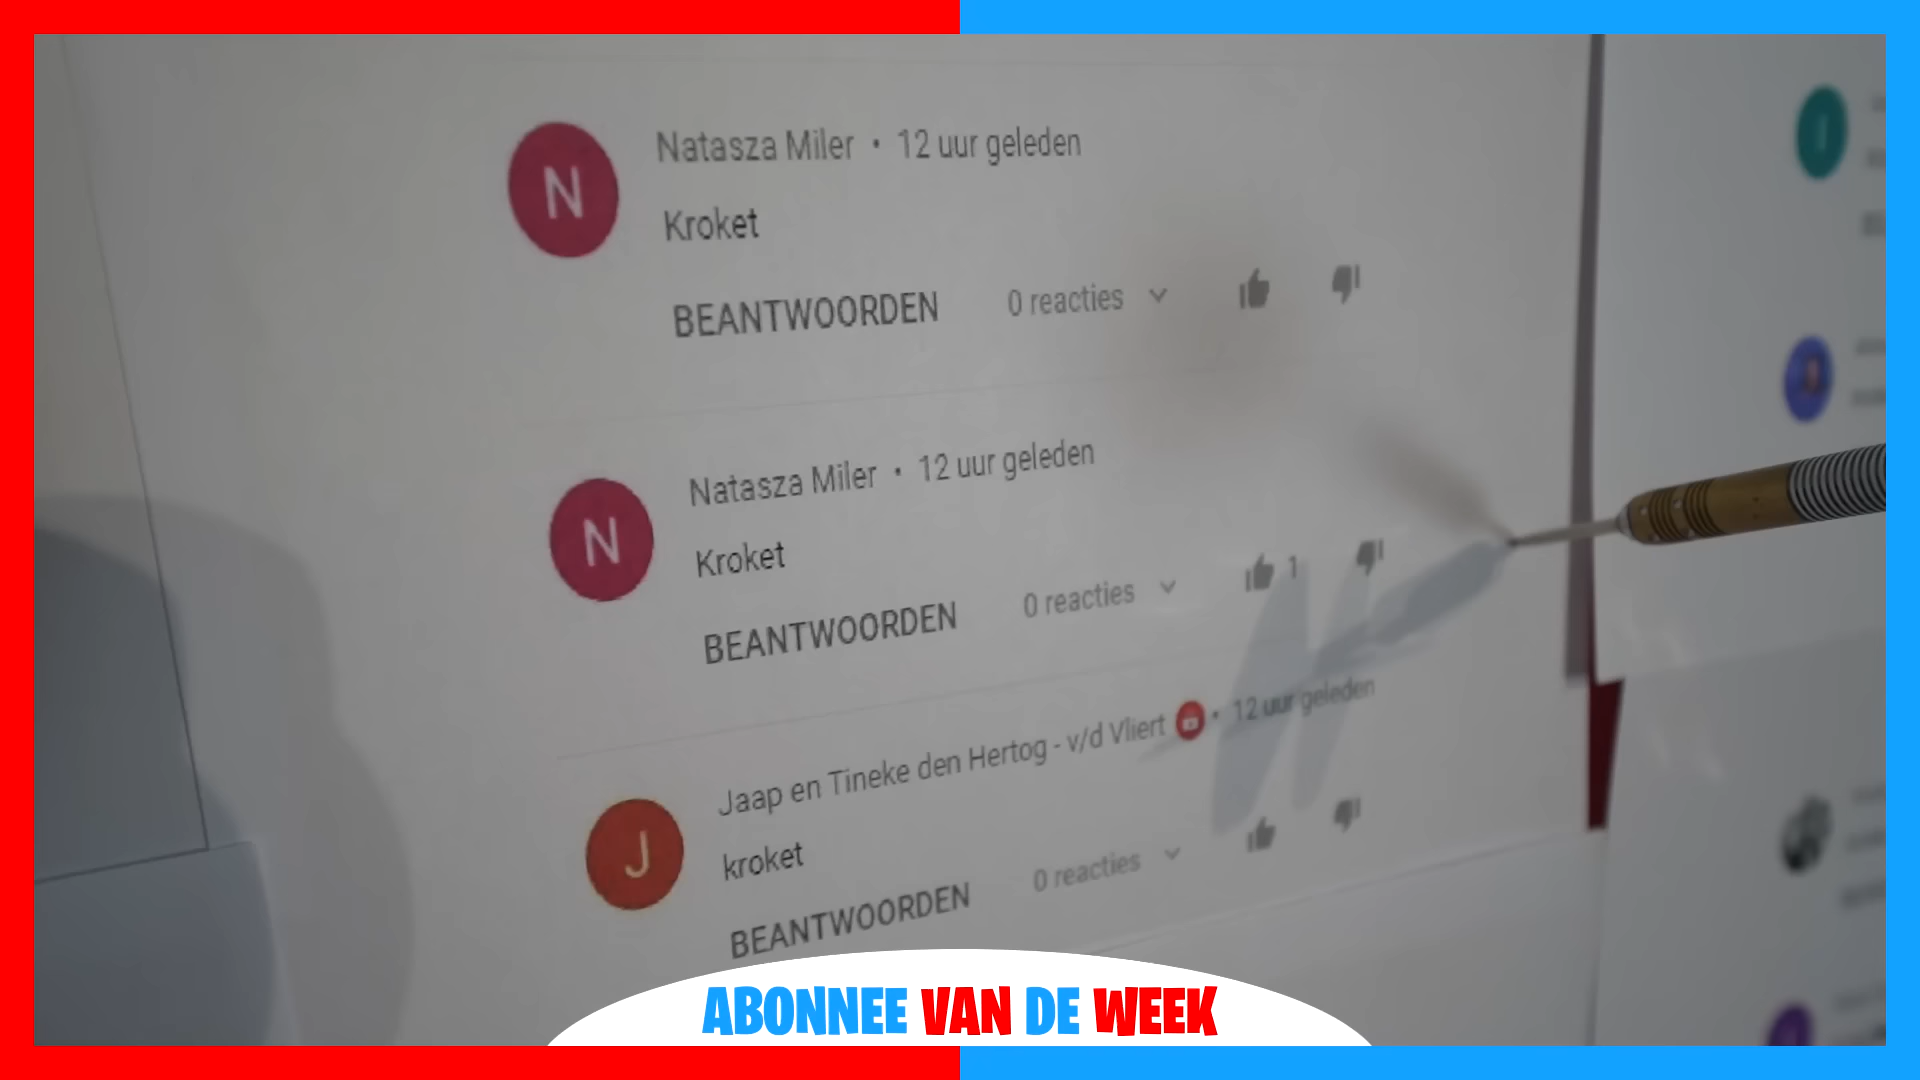 N
Natasza Miler • 12 uur geleden
Kroket
BEANTWOORDEN 0 reacties
N
Natasza Miler • 12 uur geleden
Kroket
BEANTWOORDEN 0 reacties 1
J
Jaap en Tineke den Hertog - v/d Vliert • 12 uur geleden
kroket
BEANTWOORDEN 0 reacties
I
ABONNEE VAN DE WEEK